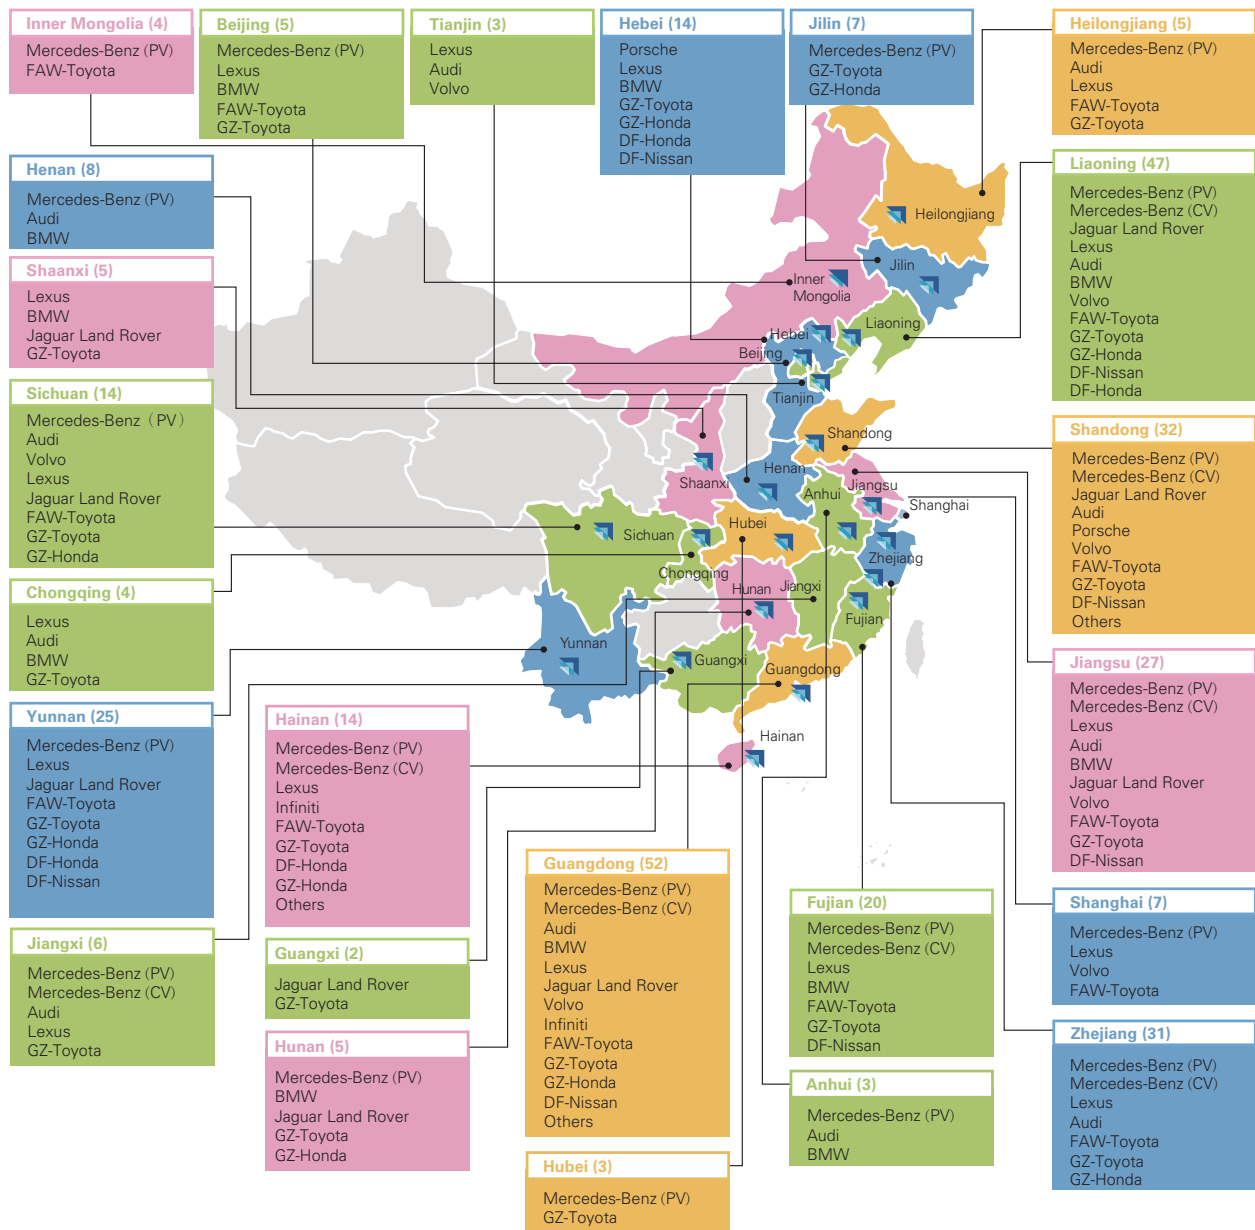 Inner Mongolia (4)
Mercedes-Benz (PV)
FAW-Toyota
Beijing (5)
Mercedes-Benz (PV)
Lexus
BMW
FAW-Toyota
GZ-Toyota
Tianjin (3)
Lexus
Audi
Volvo
Hebei (14)
Porsche
Lexus
BMW
GZ-Toyota
GZ-Honda
DF-Honda
DF-Nissan
Jilin (7)
Mercedes-Benz (PV)
GZ-Toyota
GZ-Honda
Heilongjiang (5)
Mercedes-Benz (PV)
Audi
Lexus
FAW-Toyota
GZ-Toyota
Henan (8)
Mercedes-Benz (PV)
Audi
BMW
Shaanxi (5)
Lexus
BMW
Jaguar Land Rover
GZ-Toyota
Sichuan (14)
Mercedes-Benz（PV）
Audi
Volvo
Lexus
Jaguar Land Rover
FAW-Toyota
GZ-Toyota
GZ-Honda
Chongqing (4)
Lexus
Audi
BMW
GZ-Toyota
Yunnan (25)
Mercedes-Benz (PV)
Lexus
Jaguar Land Rover
FAW-Toyota
GZ-Toyota
GZ-Honda
DF-Honda
DF-Nissan
Jiangxi (6)
Mercedes-Benz (PV)
Mercedes-Benz (CV)
Audi
Lexus
GZ-Toyota
Heilongjiang
Jilin
Inner
Mongolia
Liaoning
Hebei
Beijing
Tianjin
Shandong
Henan
Shaanxi
Anhui
Jiangsu
Shanghai
Hubei
Sichuan
Chongqing
Zhejiang
Hunan
Jiangxi
Fujian
Yunnan
Guangxi
Guangdong
Hainan
Liaoning (47)
Mercedes-Benz (PV)
Mercedes-Benz (CV)
Jaguar Land Rover
Lexus
Audi
BMW
Volvo
FAW-Toyota
GZ-Toyota
GZ-Honda
DF-Nissan
DF-Honda
Shandong (32)
Mercedes-Benz (PV)
Mercedes-Benz (CV)
Jaguar Land Rover
Audi
Porsche
Volvo
FAW-Toyota
GZ-Toyota
DF-Nissan
Others
Jiangsu (27)
Mercedes-Benz (PV)
Mercedes-Benz (CV)
Lexus
Audi
BMW
Jaguar Land Rover
Volvo
FAW-Toyota
GZ-Toyota
DF-Nissan
Shanghai (7)
Mercedes-Benz (PV)
Lexus
Volvo
FAW-Toyota
Zhejiang (31)
Mercedes-Benz (PV)
Mercedes-Benz (CV)
Lexus
Audi
FAW-Toyota
GZ-Toyota
GZ-Honda
Hainan (14)
Mercedes-Benz (PV)
Mercedes-Benz (CV)
Lexus
Infiniti
FAW-Toyota
GZ-Toyota
DF-Honda
GZ-Honda
Others
Guangxi (2)
Jaguar Land Rover
GZ-Toyota
Hunan (5)
Mercedes-Benz (PV)
BMW
Jaguar Land Rover
GZ-Toyota
GZ-Honda
Guangdong (52)
Mercedes-Benz (PV)
Mercedes-Benz (CV)
Audi
BMW
Lexus
Jaguar Land Rover
Volvo
Infiniti
FAW-Toyota
GZ-Toyota
GZ-Honda
DF-Nissan
Others
Hubei (3)
Mercedes-Benz (PV)
GZ-Toyota
Fujian (20)
Mercedes-Benz (PV)
Mercedes-Benz (CV)
Lexus
BMW
FAW-Toyota
GZ-Toyota
DF-Nissan
Anhui (3)
Mercedes-Benz (PV)
Audi
BMW